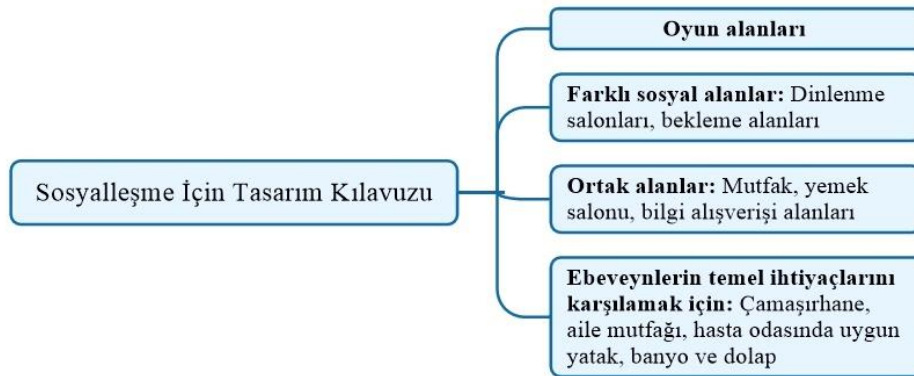 Sosyalleşme İçin Tasarım Kılavuzu
Oyun alanları
Farklı sosyal alanlar: Dinlenme
salonları, bekleme alanları
Ortak alanlar: Mutfak, yemek
salonu, bilgi alışverişi alanları
Ebeveynlerin temel ihtiyaçlarını
karşılamak için: Çamaşırhane,
aile mutfağı, hasta odasında uygun
yatak, banyo ve dolap